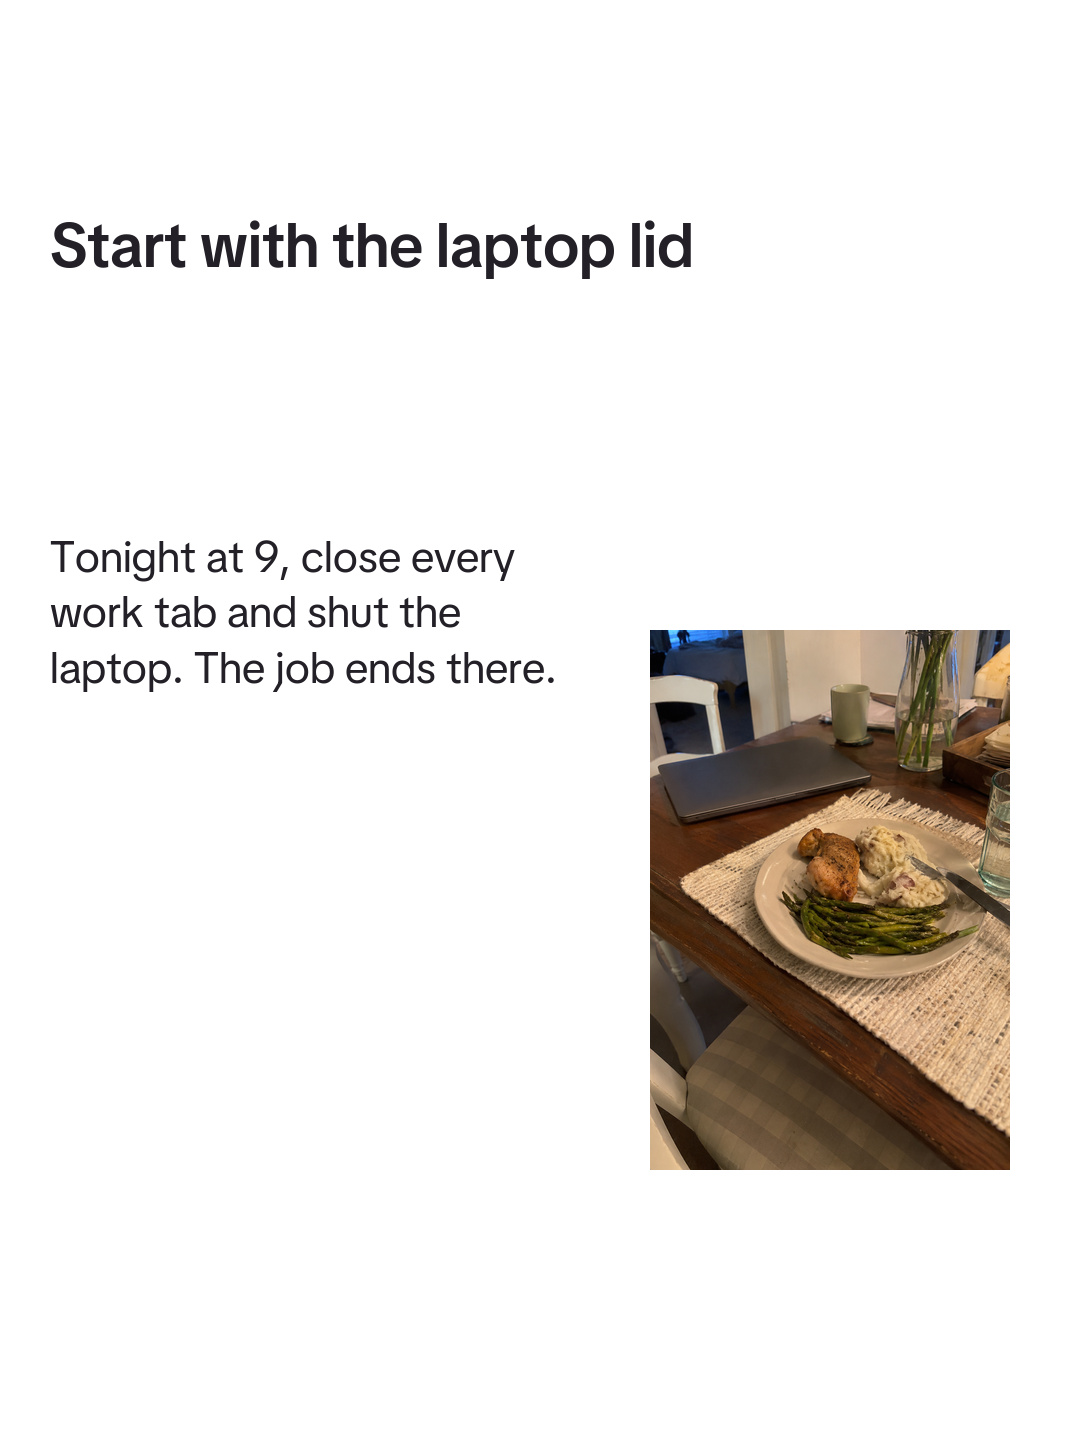 Start with the laptop lid
Tonight at 9, close every
work tab and shut the
laptop. The job ends there.